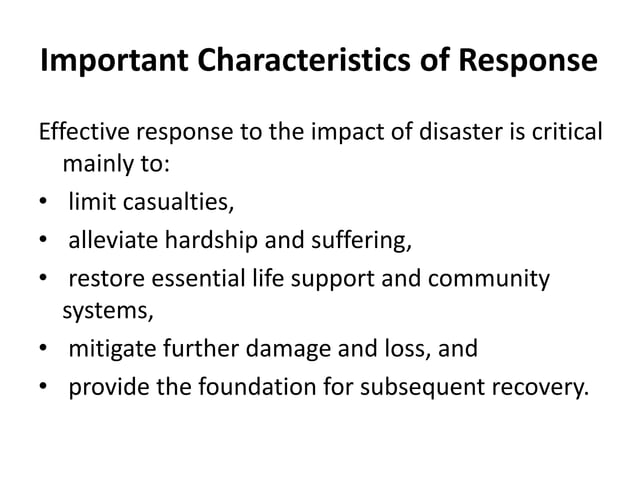 Important Characteristics of Response
Effective response to the impact of disaster is critical
mainly to:
• limit casualties,
• alleviate hardship and suffering,
• restore essential life support and community
systems,
• mitigate further damage and loss, and
• provide the foundation for subsequent recovery.